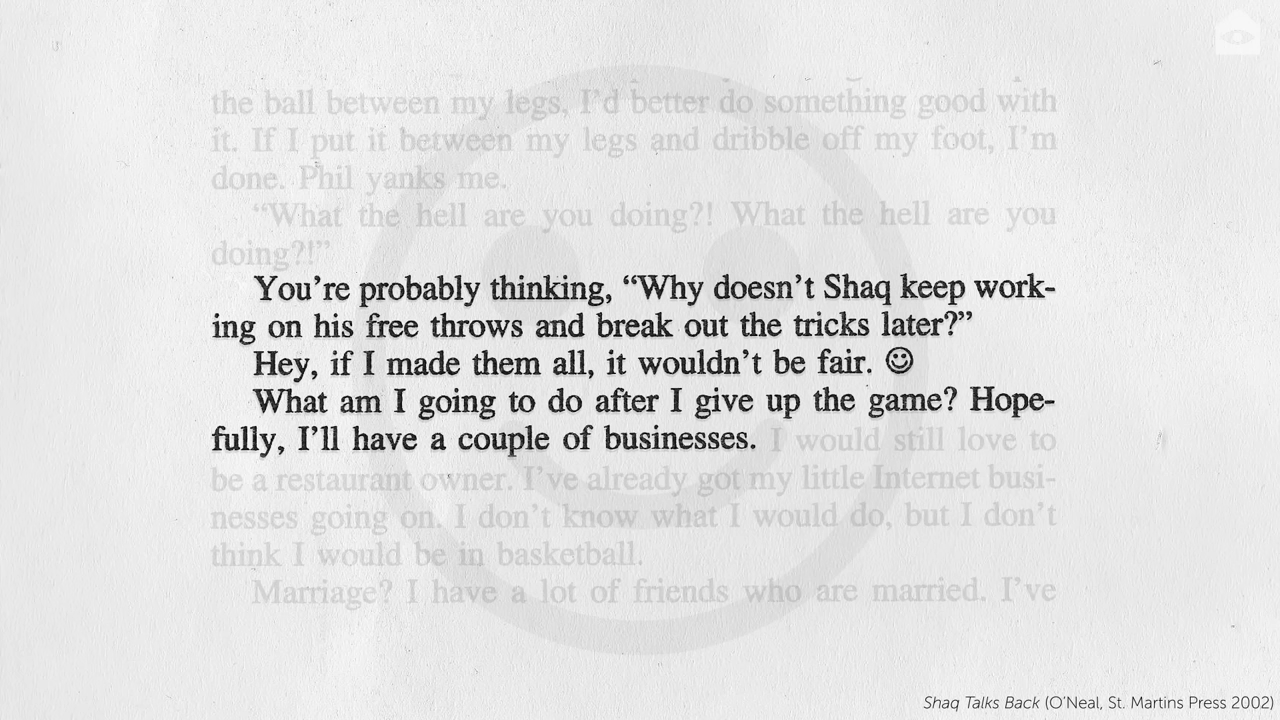 the ball between my legs, I'd better do something good with
it. If I put it between my legs and dribble off my foot, I'm
done. Phil yanks me.
“What the hell are you doing?! What the hell are you
doing?!”
You're probably thinking, “Why doesn't Shaq keep work-
ing on his free throws and break out the tricks later?”
Hey, if I made them all, it wouldn't be fair. ☺
What am I going to do after I give up the game? Hope-
fully, I'll have a couple of businesses. I would still love to
be a restaurant owner. I've already got my little Internet busi-
nesses going on. I don't know what I would do, but I don't
think I would be in basketball.
Marriage? I have a lot of friends who are married. I've
Shaq Talks Back (O'Neal, St. Martins Press 2002)